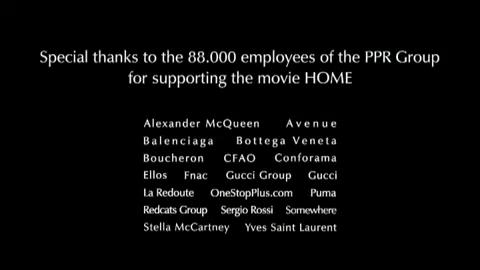 Special thanks to the 88.000 employees of the PPR Group
for supporting the movie HOME
Alexander McQueen Avenue
Balenciaga Bottega Veneta
Boucheron CFAO Conforama
Ellos Fnac Gucci Group Gucci
La Redoute OneStopPlus.com Puma
Redcats Group Sergio Rossi Somewhere
Stella McCartney Yves Saint Laurent